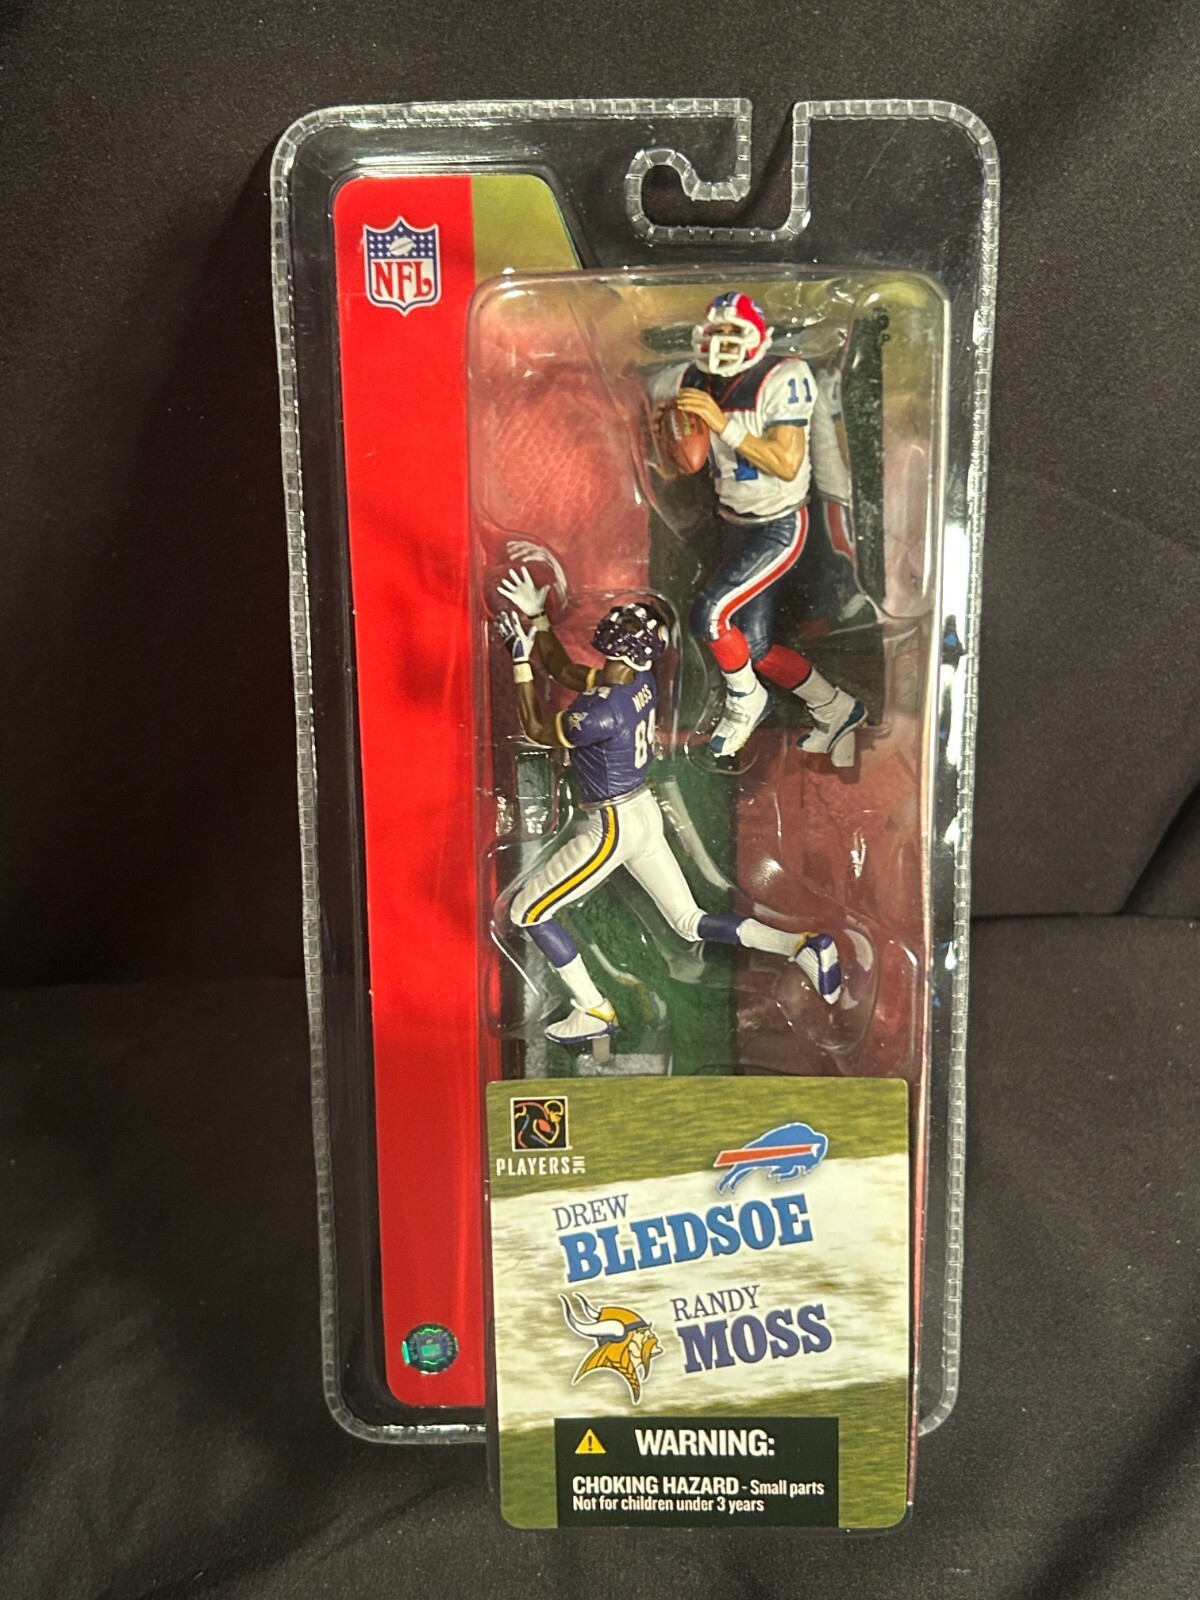 NFL
11
11
MOSS
84
PLAYERS INC
DREW
BLEDSOE
RANDY
MOSS
WARNING:
CHOKING HAZARD - Small parts
Not for children under 3 years